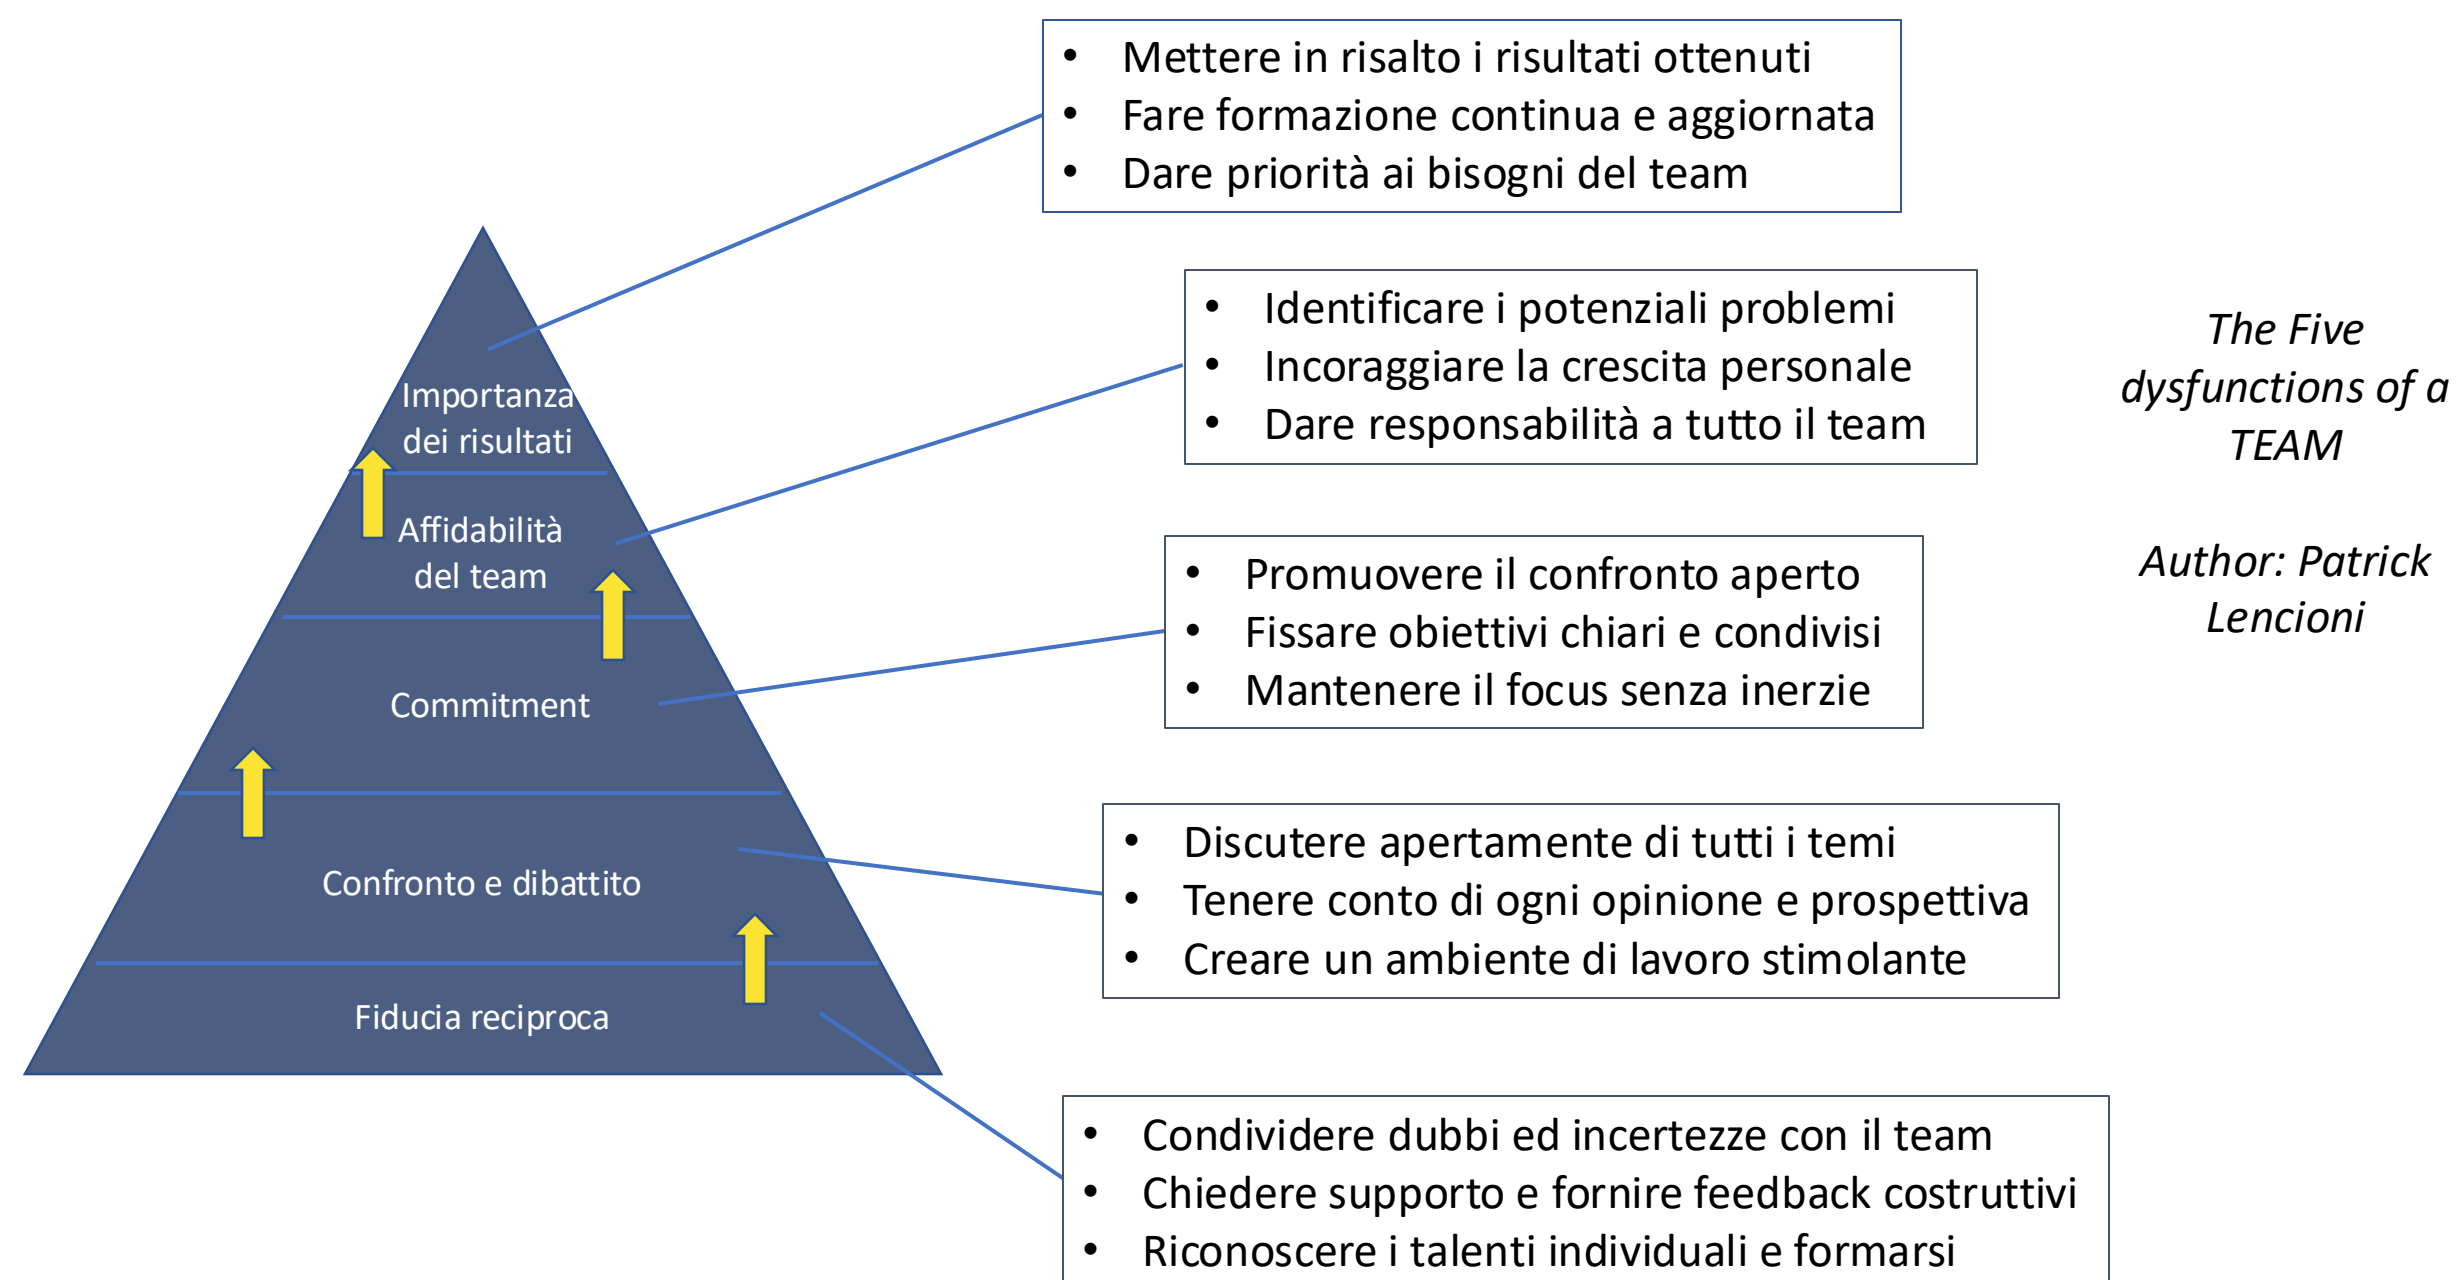 • Mettere in risalto i risultati ottenuti
• Fare formazione continua e aggiornata
• Dare priorità ai bisogni del team
• Identificare i potenziali problemi
• Incoraggiare la crescita personale
• Dare responsabilità a tutto il team
• Promuovere il confronto aperto
• Fissare obiettivi chiari e condivisi
• Mantenere il focus senza inerzie
• Discutere apertamente di tutti i temi
• Tenere conto di ogni opinione e prospettiva
• Creare un ambiente di lavoro stimolante
• Condividere dubbi ed incertezze con il team
• Chiedere supporto e fornire feedback costruttivi
• Riconoscere i talenti individuali e formarsi
Importanza
dei risultati
Affidabilità
del team
Commitment
Confronto e dibattito
Fiducia reciproca
The Five
dysfunctions of a
TEAM
Author: Patrick
Lencioni